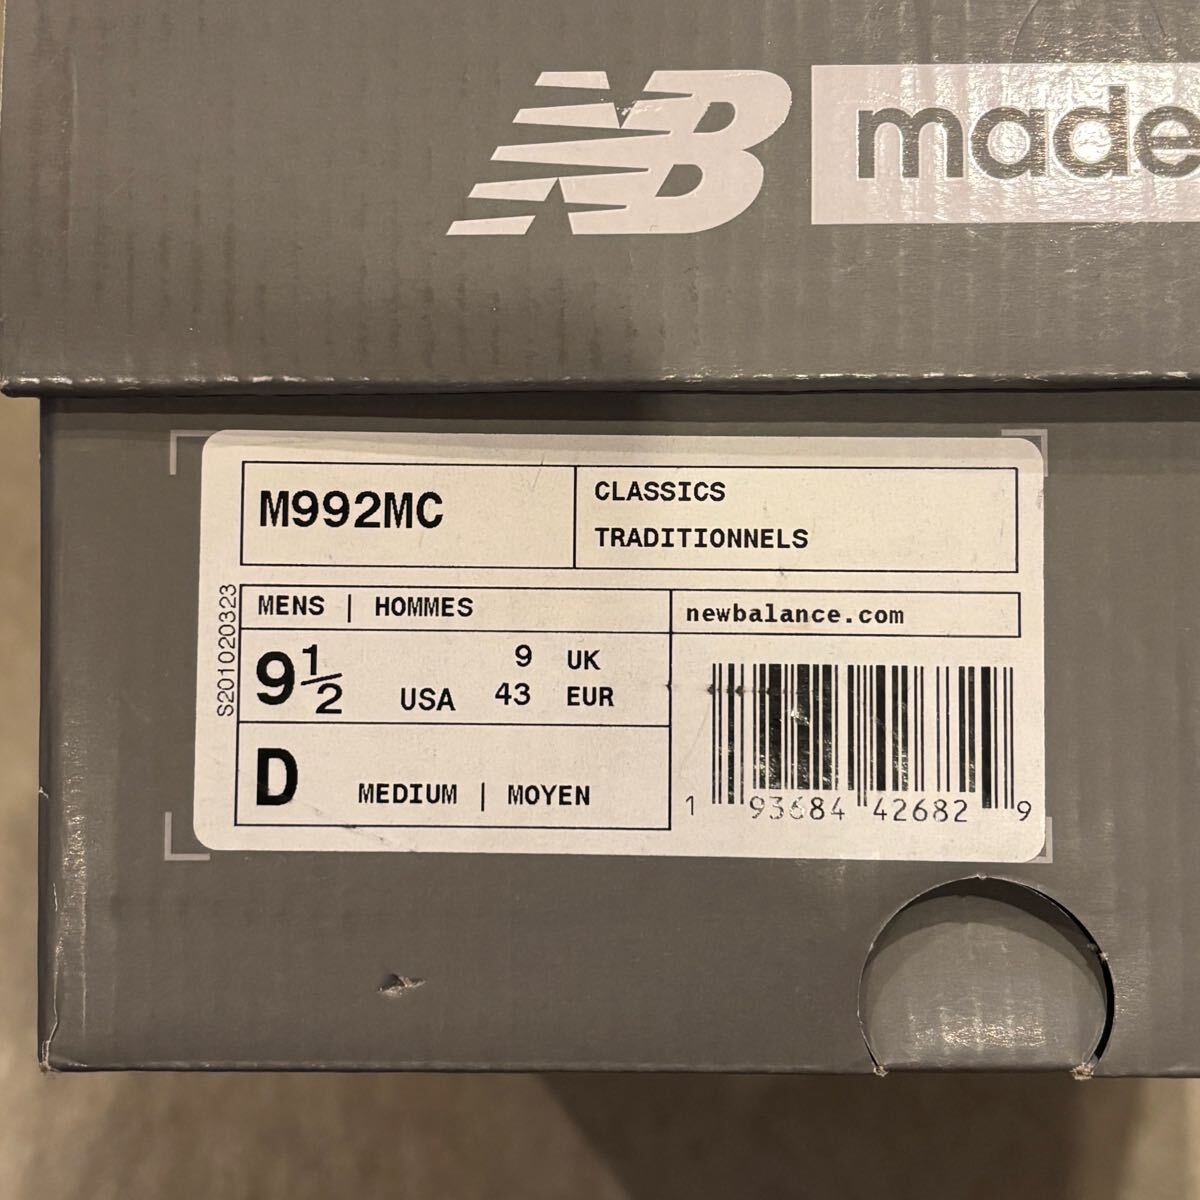 NB made
M992MC
CLASSICS
TRADITIONNELS
S201020323
MENS | HOMMES
newbalance.com
9½ USA
9 UK
43 EUR
D MEDIUM | MOYEN
1 93684 42682 9